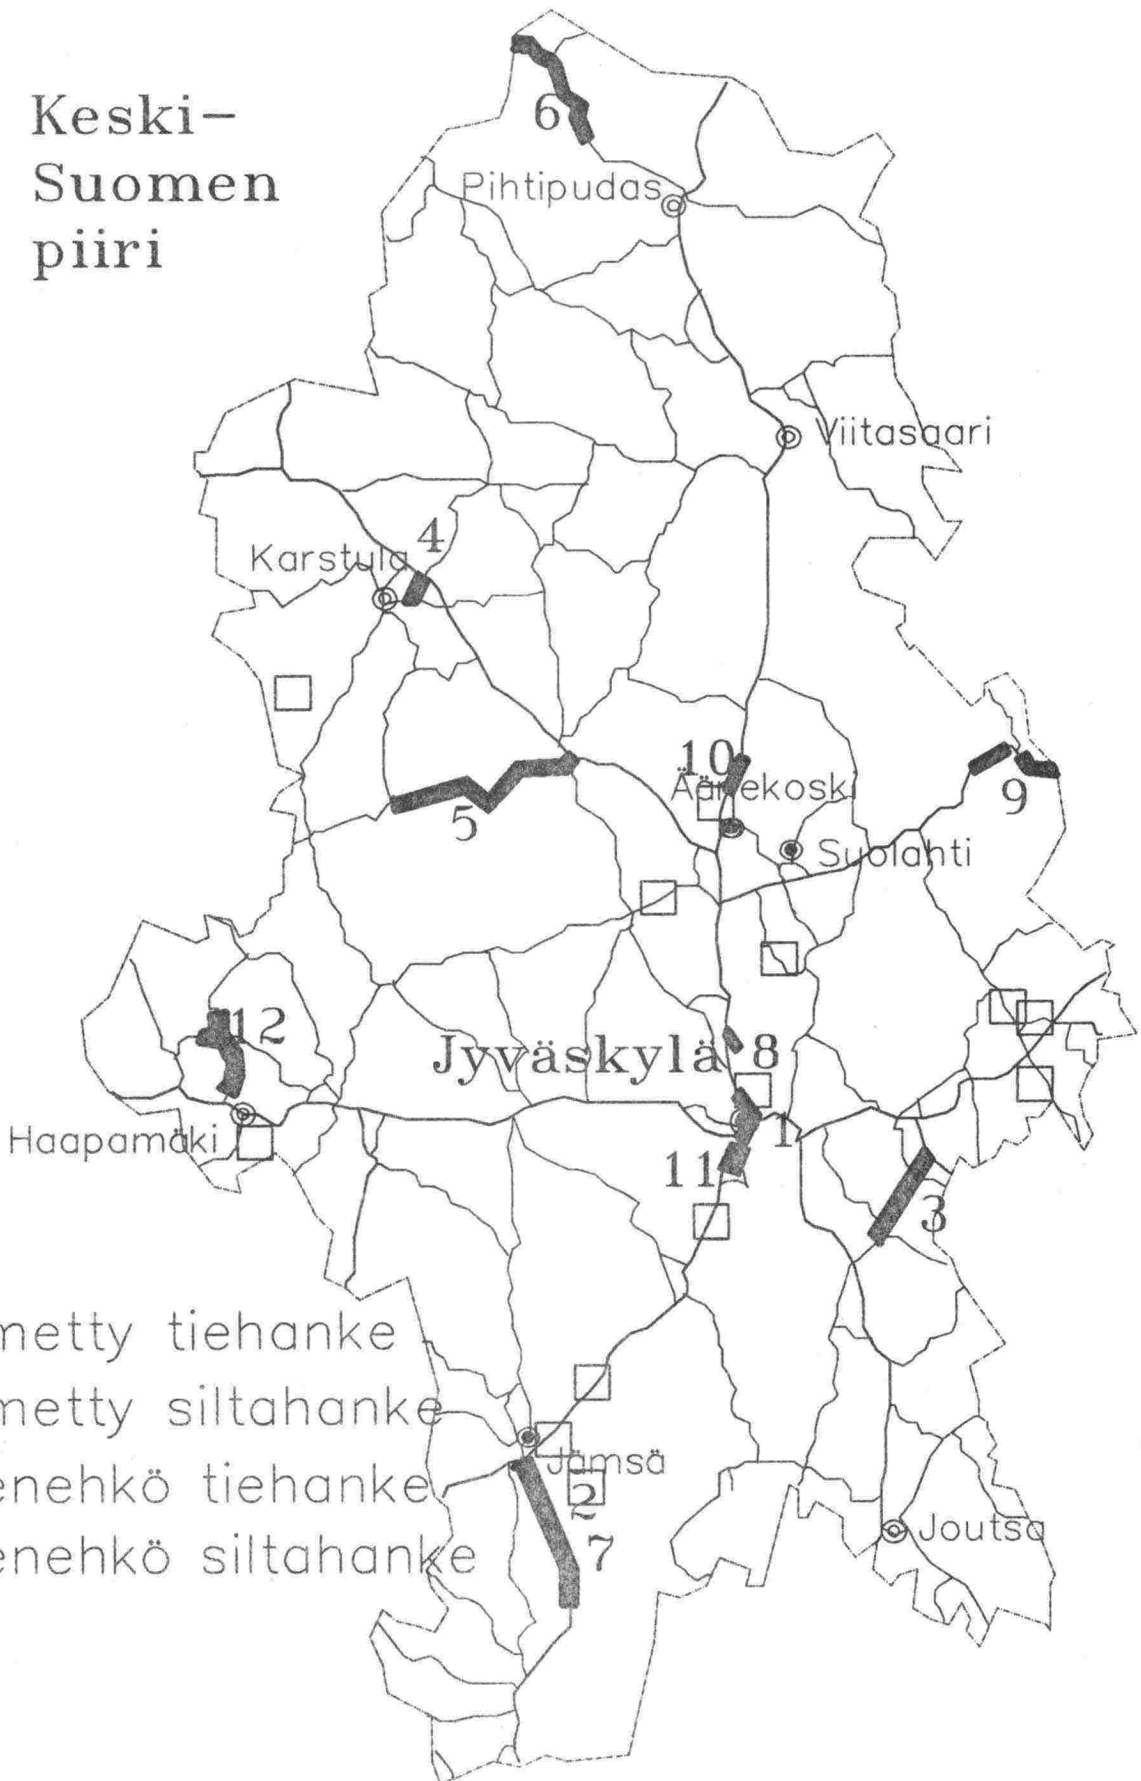 Keski-
Suomen
piiri
6
Pihtipudas
Viitasaari
4
Karstula
10
Äänekoski
9
5
Suolahti
12
Jyväskylä
8
1
Haapamäki
11
3
metty tiehanke
metty siltahanke
Jämsä
enehkö tiehanke
2
Joutsa
7
enehkö siltahanke